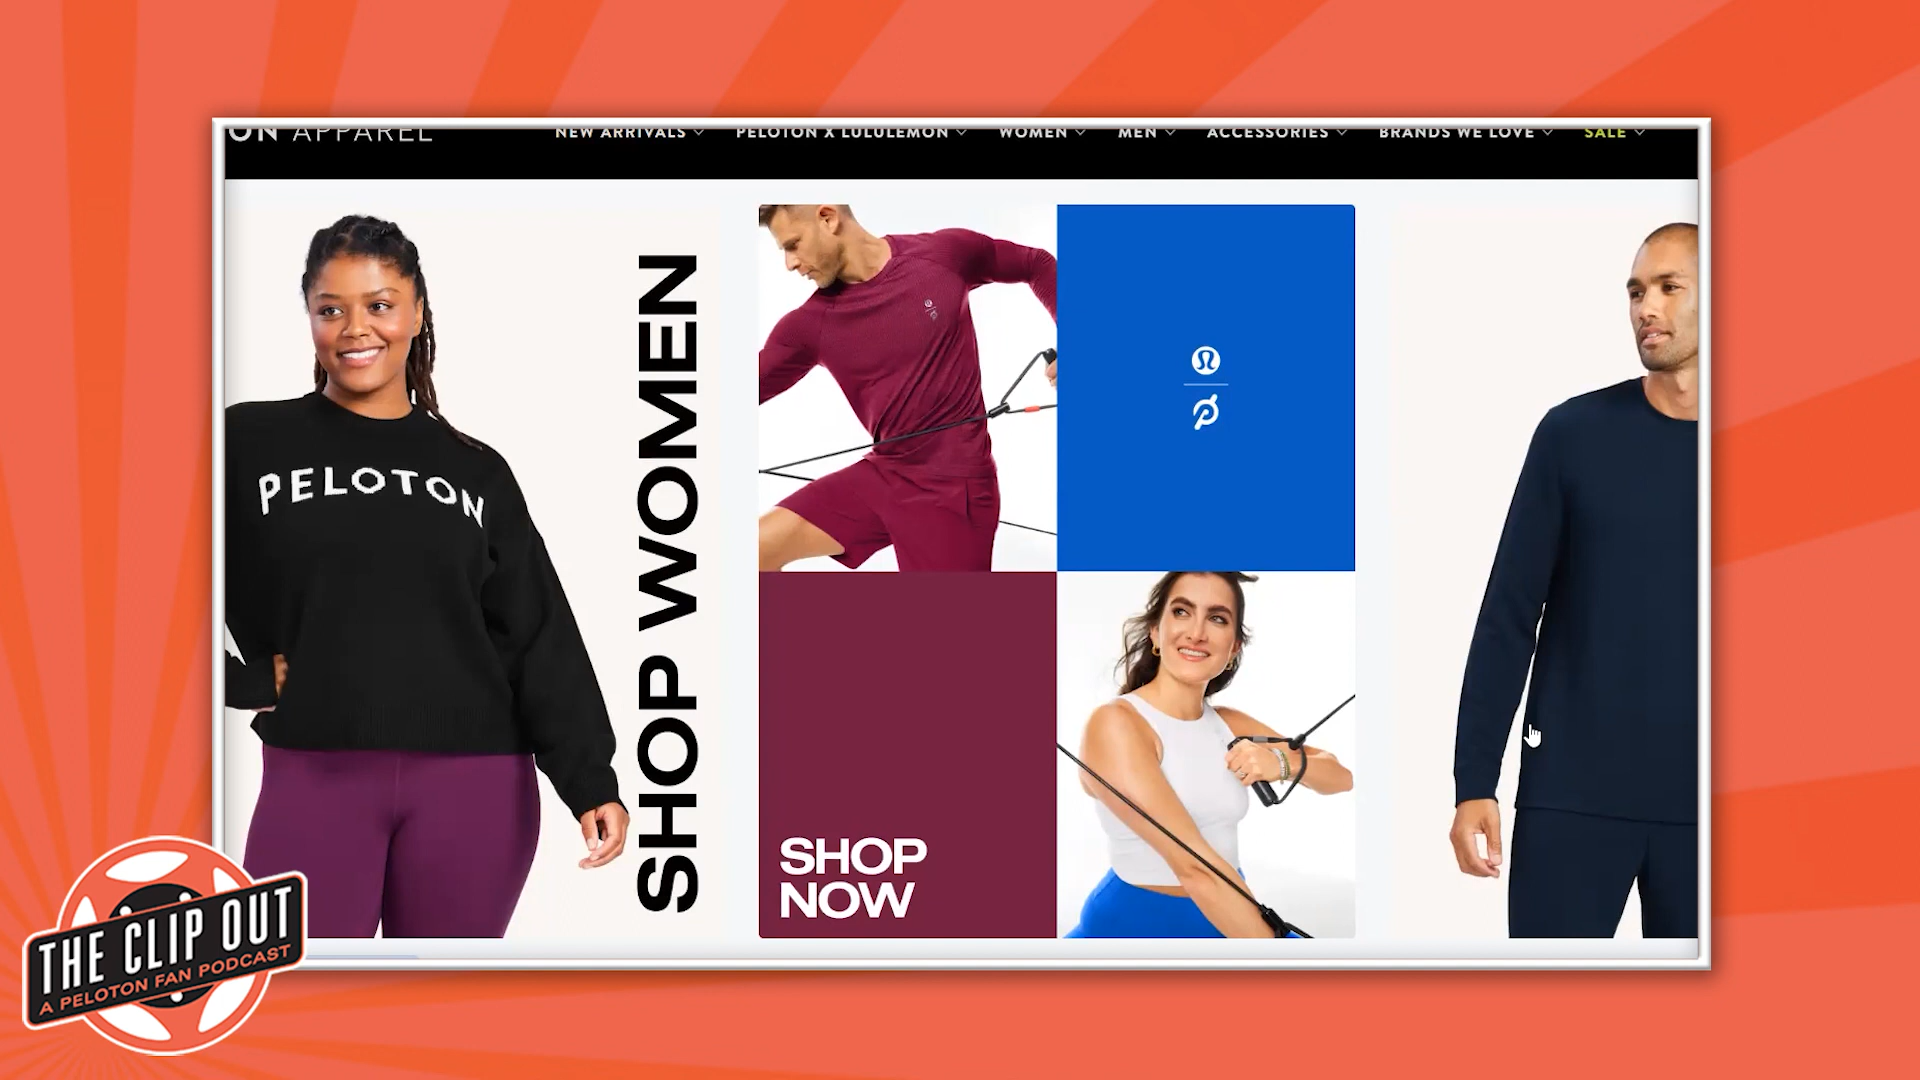 ON APPAREL
NEW ARRIVALS
PELOTON X LULULEMON
WOMEN
MEN
ACCESSORIES
BRANDS WE LOVE
SALE
PELOTON
SHOP WOMEN
SHOP
NOW
THE CLIP OUT
A PELOTON FAN PODCAST